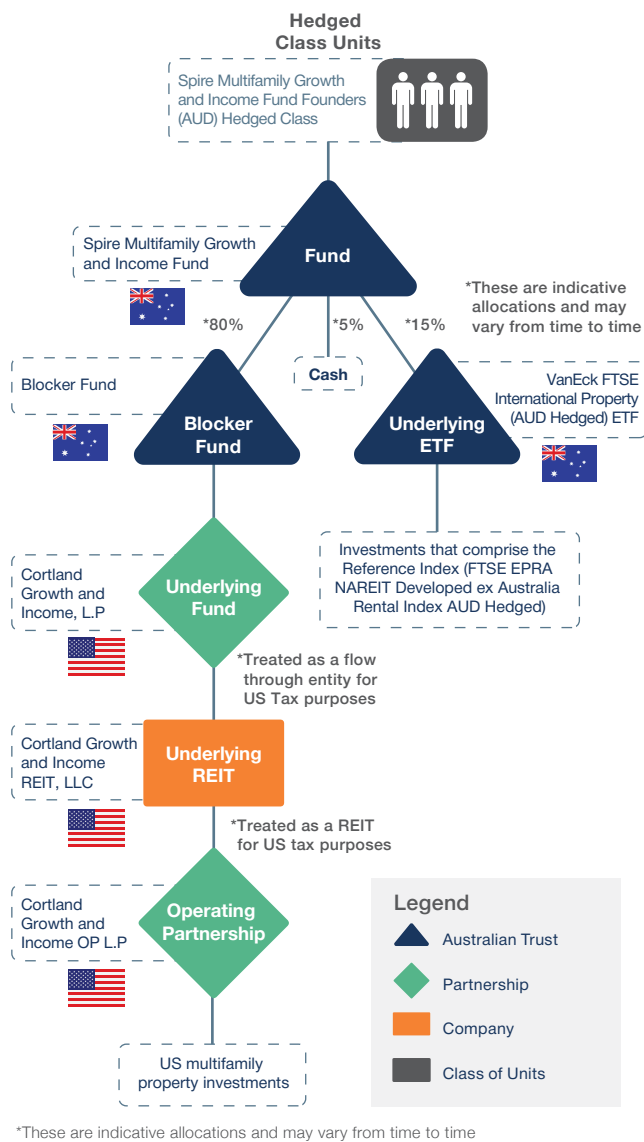 Hedged
Class Units
Spire Multifamily Growth
and Income Fund Founders
(AUD) Hedged Class
Spire Multifamily Growth
and Income Fund
Fund
*These are indicative
allocations and may
vary from time to time
*80%
*5%
*15%
Cash
Blocker Fund
Blocker
Fund
Underlying
ETF
VanEck FTSE
International Property
(AUD Hedged) ETF
Investments that comprise the
Reference Index (FTSE EPRA
NAREIT Developed ex Australia
Rental Index AUD Hedged)
Cortland
Growth and
Income, L.P
Underlying
Fund
*Treated as a flow
through entity for
US Tax purposes
Cortland Growth
and Income
REIT, LLC
Underlying
REIT
*Treated as a REIT
for US tax purposes
Cortland
Growth and
Income OP L.P
Operating
Partnership
US multifamily
property investments
Legend
Australian Trust
Partnership
Company
Class of Units
*These are indicative allocations and may vary from time to time